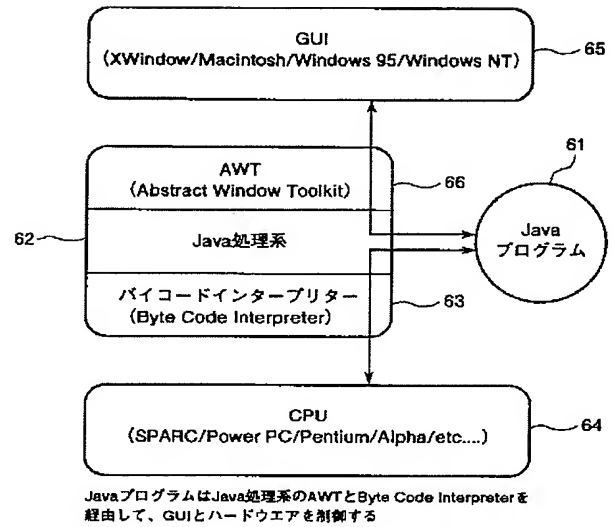 GUI
(XWindow/Macintosh/Windows 95/Windows NT)
65
61
AWT
(Abstract Window Toolkit)
66
62
Java処理系
Java
プログラム
バイコードインタープリター
(Byte Code Interpreter)
63
CPU
(SPARC/Power PC/Pentium/Alpha/etc....)
64
JavaプログラムはJava処理系のAWTとByte Code Interpreterを
経由して、GUIとハードウエアを制御する